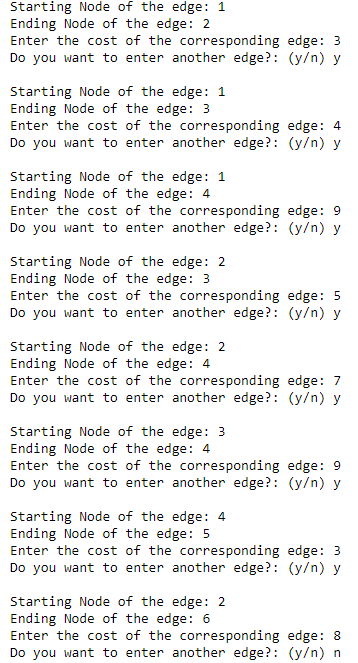 Starting Node of the edge: 1
Ending Node of the edge: 2
Enter the cost of the corresponding edge: 3
Do you want to enter another edge?: (y/n) y
Starting Node of the edge: 1
Ending Node of the edge: 3
Enter the cost of the corresponding edge: 4
Do you want to enter another edge?: (y/n) y
Starting Node of the edge: 1
Ending Node of the edge: 4
Enter the cost of the corresponding edge: 9
Do you want to enter another edge?: (y/n) y
Starting Node of the edge: 2
Ending Node of the edge: 3
Enter the cost of the corresponding edge: 5
Do you want to enter another edge?: (y/n) y
Starting Node of the edge: 2
Ending Node of the edge: 4
Enter the cost of the corresponding edge: 7
Do you want to enter another edge?: (y/n) y
Starting Node of the edge: 3
Ending Node of the edge: 4
Enter the cost of the corresponding edge: 9
Do you want to enter another edge?: (y/n) y
Starting Node of the edge: 4
Ending Node of the edge: 5
Enter the cost of the corresponding edge: 3
Do you want to enter another edge?: (y/n) y
Starting Node of the edge: 2
Ending Node of the edge: 6
Enter the cost of the corresponding edge: 8
Do you want to enter another edge?: (y/n) n